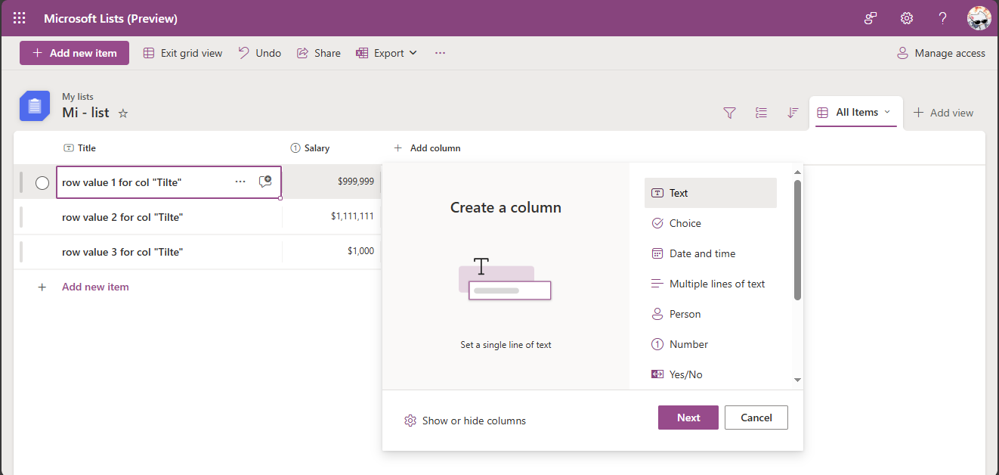 Microsoft Lists (Preview)
Add new item
Exit grid view
Undo
Share
Export
Manage access
My lists
Mi - list
All Items
Add view
Title
Salary
Add column
row value 1 for col "Tilte"
$999,999
row value 2 for col "Tilte"
$1,111,111
row value 3 for col "Tilte"
$1,000
Add new item
Create a column
Set a single line of text
Text
Choice
Date and time
Multiple lines of text
Person
Number
Yes/No
Show or hide columns
Next
Cancel